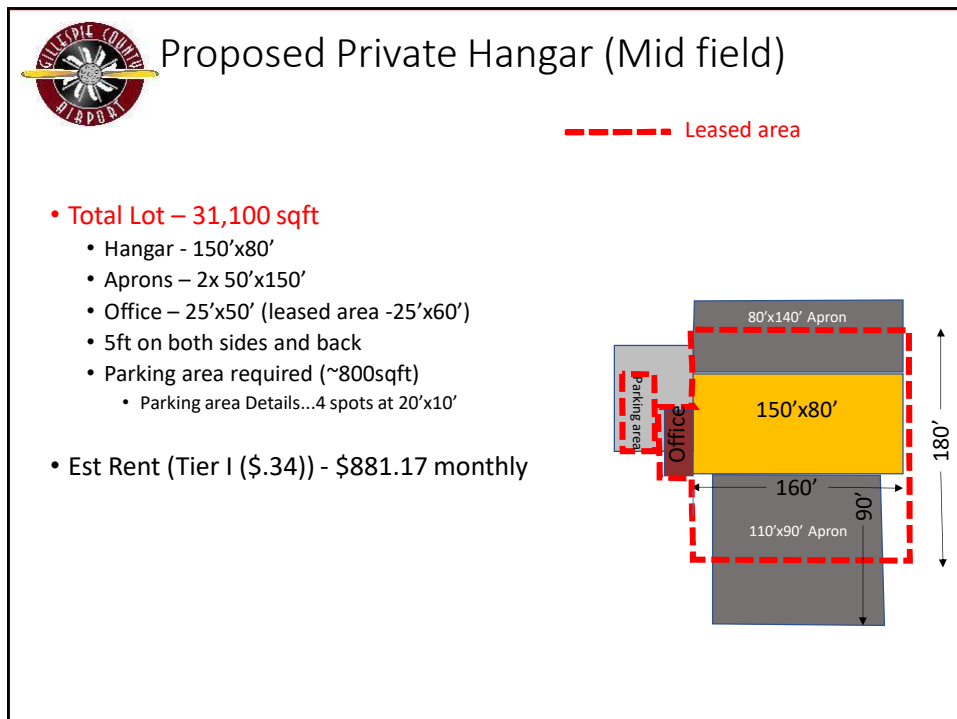 GILLESPIE COUNTY
AIRPORT
Proposed Private Hangar (Mid field)
Leased area
• Total Lot – 31,100 sqft
• Hangar - 150’x80’
• Aprons – 2x 50’x150’
• Office – 25’x50’ (leased area -25’x60’)
• 5ft on both sides and back
• Parking area required (~800sqft)
• Parking area Details...4 spots at 20’x10’
• Est Rent (Tier I ($.34)) - $881.17 monthly
80’x140’ Apron
Parking area
Office
150’x80’
180’
160’
90’
110’x90’ Apron